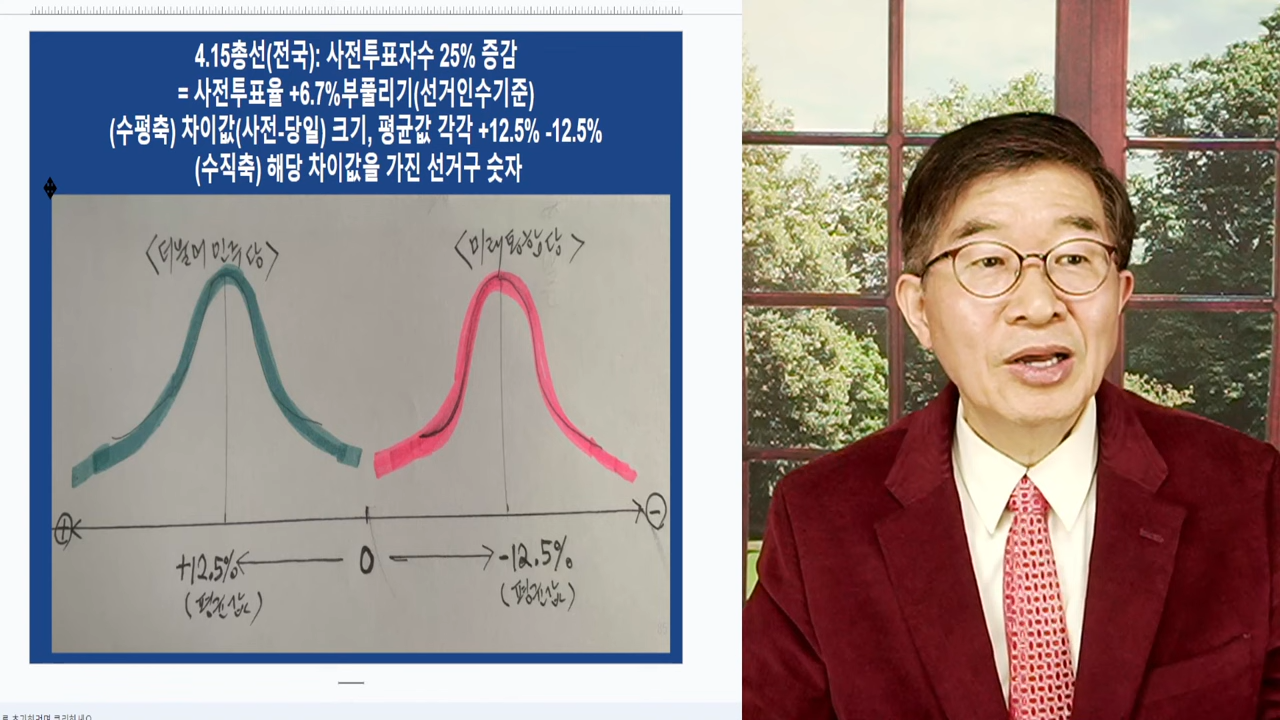 4.15총선(전국): 사전투표자수 25% 증감
= 사전투표율 +6.7%부풀리기(선거인수기준)
(수평축) 차이값(사전-당일) 크기, 평균값 각각 +12.5% -12.5%
(수직축) 해당 차이값을 가진 선거구 숫자
<더불어민주당> <미래통합당>
+ -
+12.5% 0 -12.5%
(평균값) (평균값)